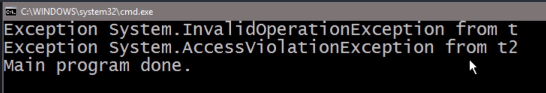 C:\WINDOWS\system32\cmd.exe
Exception System.InvalidOperationException from t
Exception System.AccessViolationException from t2
Main program done.